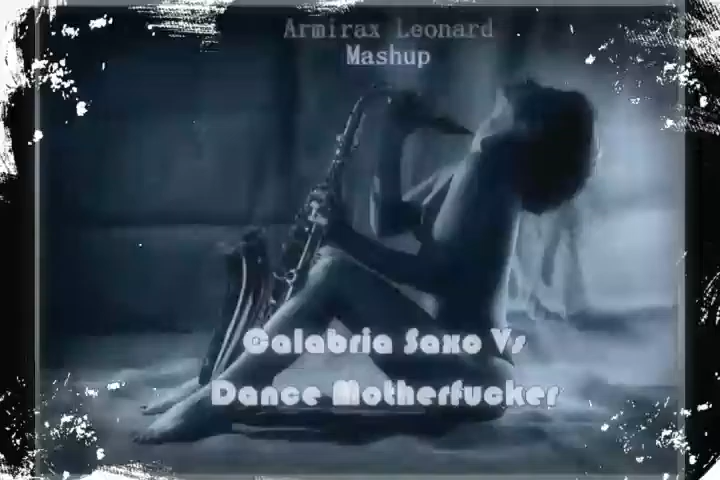 Armirax Leonard
Mashup
Calabria Saxo Vs
Dance Motherfucker